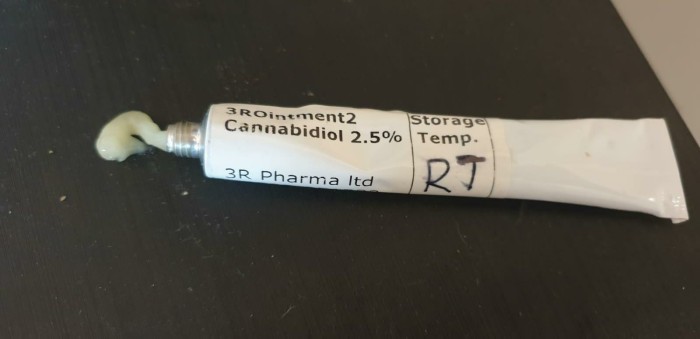 3ROintment2
Cannabidiol 2.5%
3R Pharma ltd
Storage
Temp.
RT